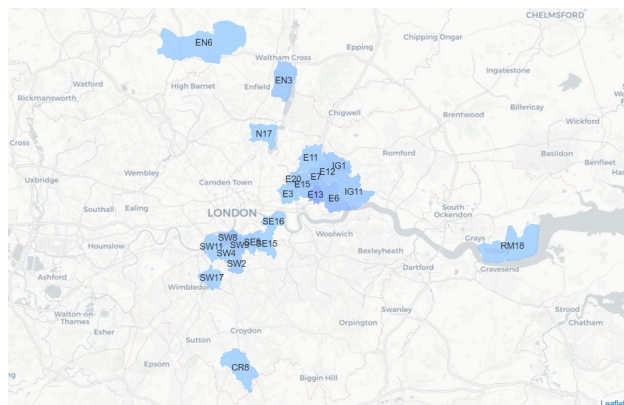 CHELMSFORD
EN6
Epping
Chipping Ongar
Waltham Cross
Watford
High Barnet
Enfield
EN3
Ingatestone
Rickmansworth
Chigwell
Brentwood
Billericay
Wickford
N17
E11
Romford
Basildon
Cross
Wembley
E12
IG1
Benfleet
Uxbridge
Camden Town
E20
E7
E15
IG11
Southall
Ealing
E3
E13
E6
LONDON
SE16
South
Ockendon
Hounslow
SW8
SW11
SW4
SE15
Woolwich
Grays
RM18
Bexleyheath
Ashford
SW2
Dartford
Gravesend
SW17
Wimbledon
Strood
Walton-on-
Thames
Swanley
Chatham
Esher
Sutton
Croydon
Orpington
Epsom
CR8
Biggin Hill